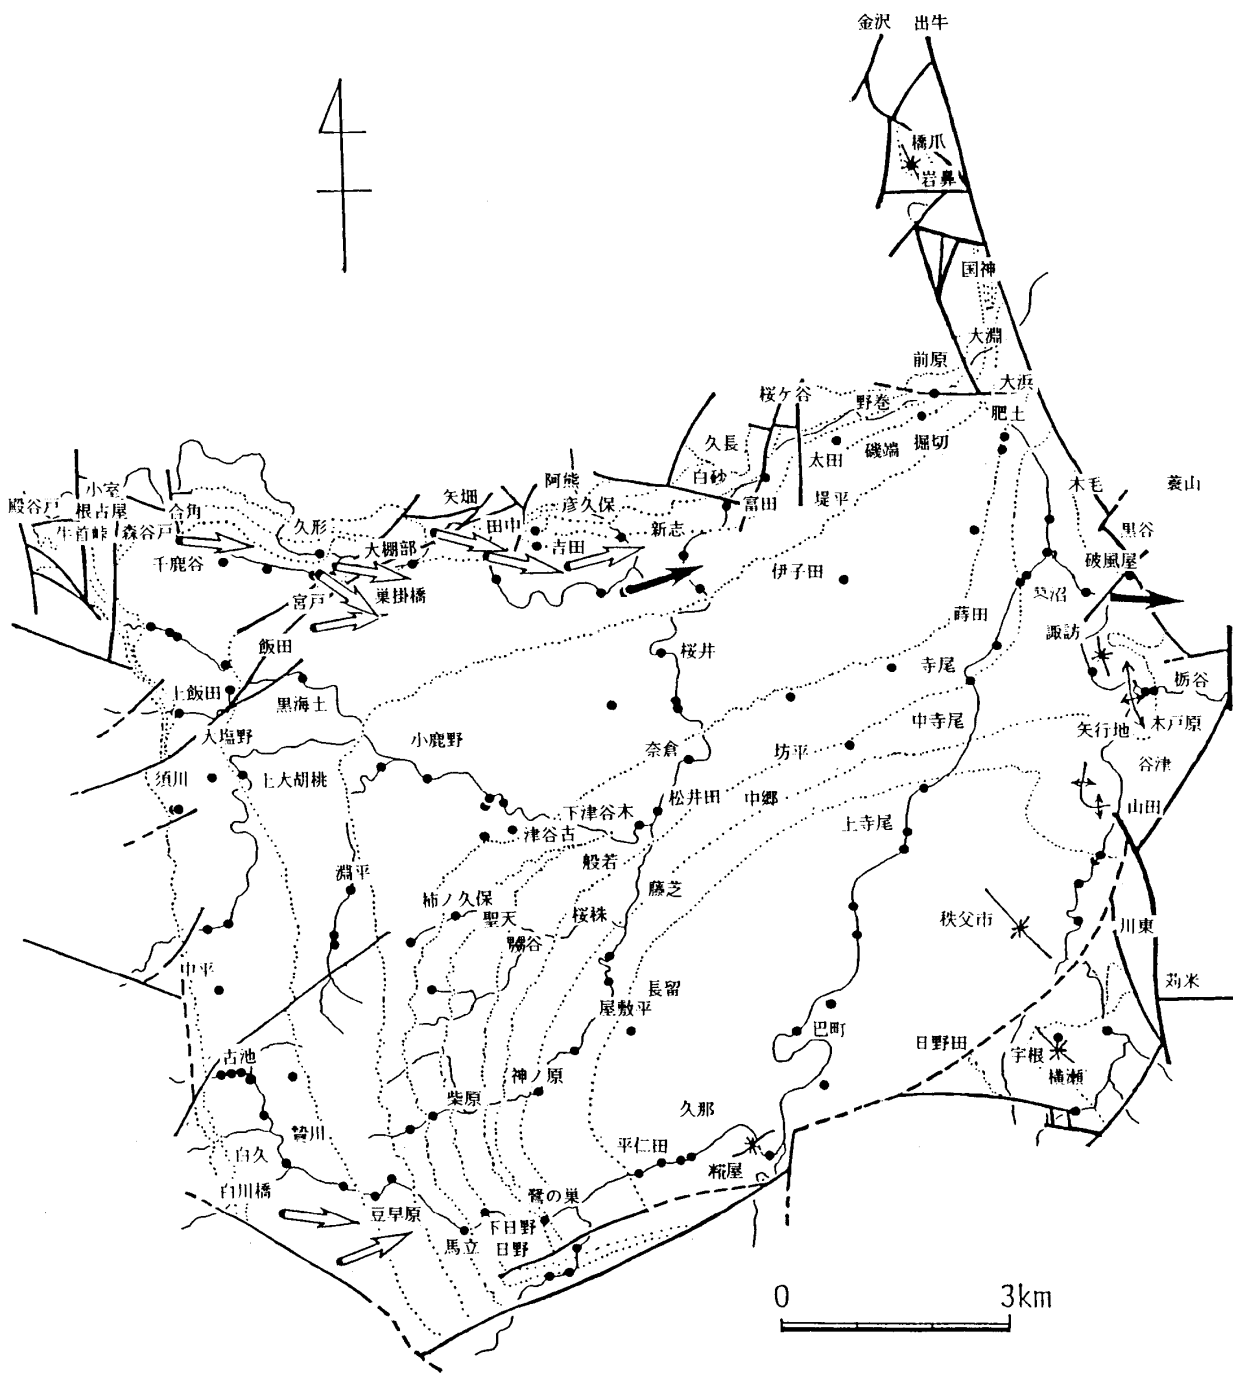 金沢
出牛
橋爪
岩鼻
国神
大淵
前原
大浜
桜ケ谷
野巻
肥土
久長
太田
磯端
堀切
白砂
阿熊
矢畑
彦久保
富田
堤平
木毛
蓑山
小室
殿谷戸
根古屋
合角
久形
田中
新志
黒谷
牛首峠
森谷戸
大棚部
吉田
破風屋
千鹿谷
巣掛橋
伊子田
宮戸
蒔田
諏訪
飯田
桜井
寺尾
栃谷
上飯田
黒海土
中寺尾
矢行地
木戸原
大塩野
小鹿野
奈倉
坊平
谷津
須川
上大胡桃
松井田
中郷
山田
下津谷木
津谷古
上寺尾
般若
淵平
藤芝
柿ノ久保
聖天
桜株
秩父市
川東
中平
長留
苅米
屋敷平
巴町
日野田
宇根
古池
神ノ原
横瀬
柴原
久那
贄川
白久
平仁田
糀屋
白川橋
鷺の巣
豆早原
下日野
馬立
日野
0
3km